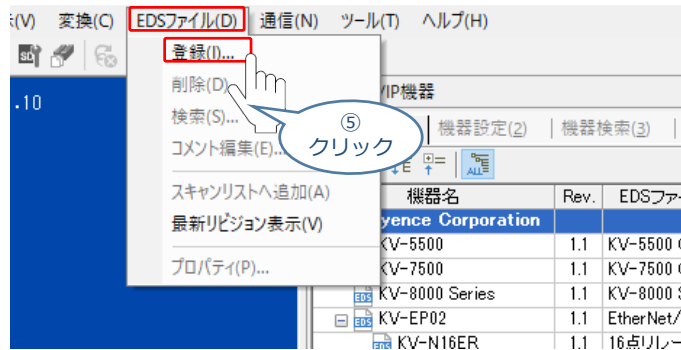 (V) 変換(C) EDSファイル(D) 通信(N) ツール(T) ヘルプ(H)
登録(I)...
削除(D)
検索(S)...
コメント編集(E)...
スキャンリストへ追加(A)
最新リビジョン表示(V)
プロパティ(P)...
⑤
クリック
.10
/IP機器
機器設定(2) 機器検索(3)
ALL
機器名 Rev. EDSファ
yence Corporation
KV-5500 1.1 KV-5500
KV-7500 1.1 KV-7500
EDS KV-8000 Series 1.1 KV-8000
EDS KV-EP02 1.1 EtherNet/
EDS KV-N16ER 1.1 16点リレー